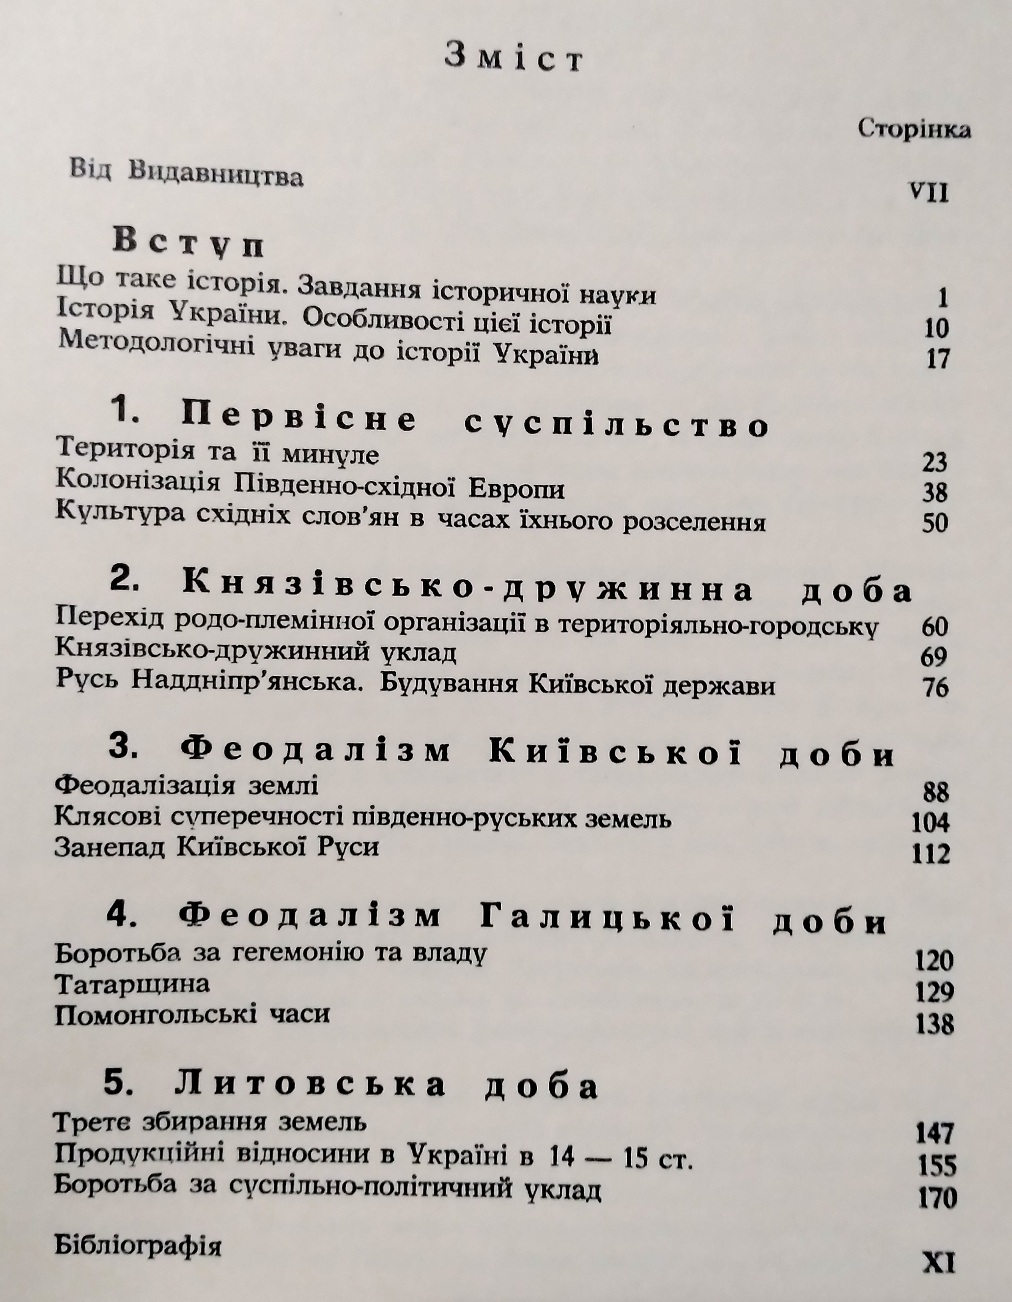 Зміст
Сторінка
Від Видавництва VII
Вступ
Що таке історія. Завдання історичної науки 1
Історія України. Особливості цієї історії 10
Методологічні уваги до історії України 17
1. Первісне суспільство
Територія та її минуле 23
Колонізація Південно-східної Европи 38
Культура східніх слов'ян в часах їхнього розселення 50
2. Князівсько-дружинна доба
Перехід родо-племінної організації в територіяльно-городську 60
Князівсько-дружинний уклад 69
Русь Наддніпр'янська. Будування Київської держави 76
3. Феодалізм Київської доби
Феодалізація землі 88
Клясові суперечності південно-руських земель 104
Занепад Київської Руси 112
4. Феодалізм Галицької доби
Боротьба за гегемонію та владу 120
Татарщина 129
Помонгольські часи 138
5. Литовська доба
Третє збирання земель 147
Продукційні відносини в Україні в 14 — 15 ст. 155
Боротьба за суспільно-політичний уклад 170
Бібліографія XI